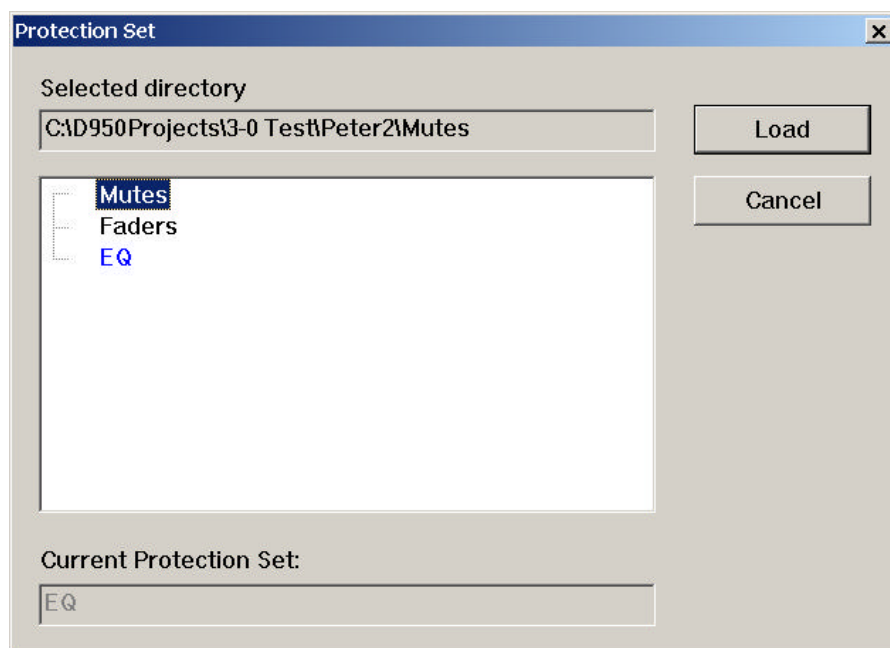 Protection Set
Selected directory
C:\D950Projects\3-0 Test\Peter2\Mutes
Load
Cancel
Mutes
Faders
EQ
Current Protection Set:
EQ